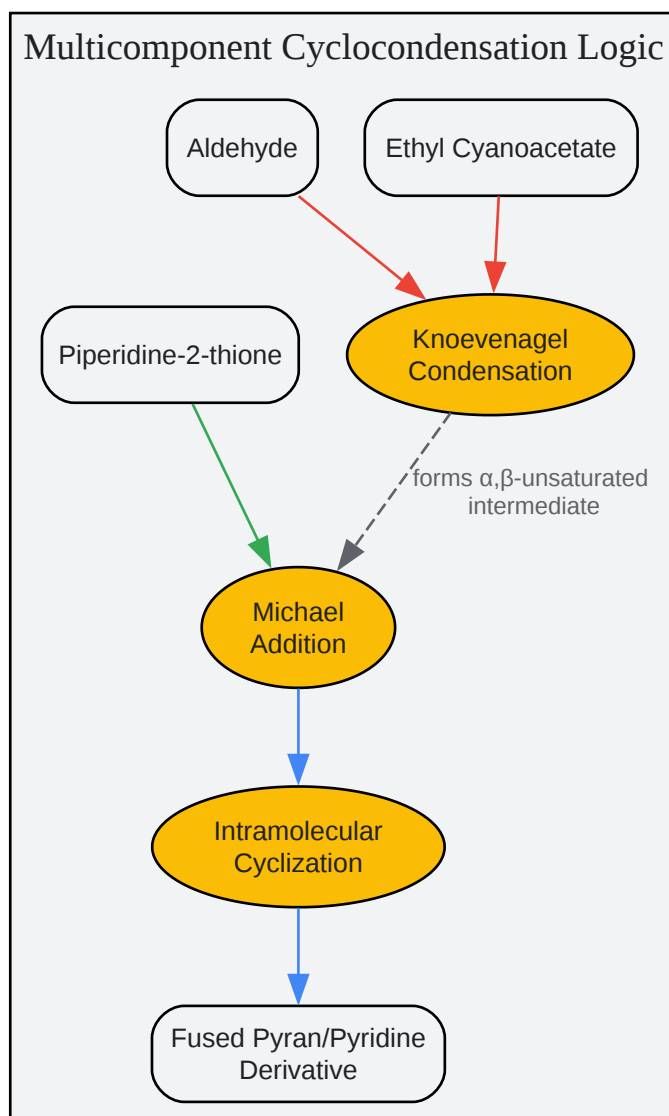 Multicomponent Cyclocondensation Logic
Aldehyde
Ethyl Cyanoacetate
Piperidine-2-thione
Knoevenagel
Condensation
forms α,β-unsaturated
intermediate
Michael
Addition
Intramolecular
Cyclization
Fused Pyran/Pyridine
Derivative